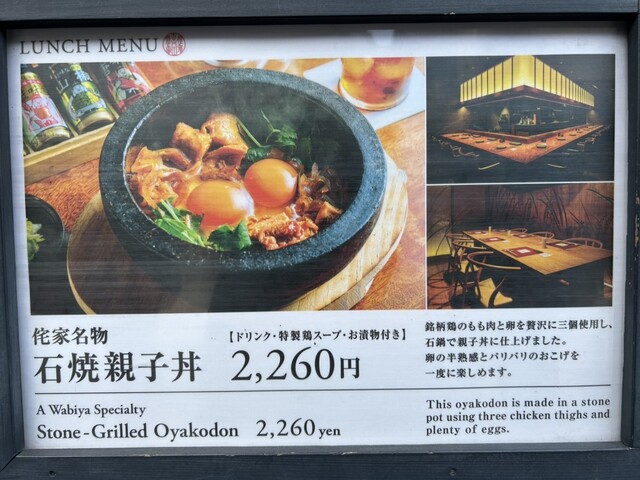 LUNCH MENU
侘家名物
【ドリンク・特製鶏スープ・お漬物付き】
石焼親子丼 2,260円
銘柄鶏のもも肉と卵を贅沢に三個使用し、
石鍋で親子丼に仕上げました。
卵の半熟感とパリパリのおこげを
一度に楽しめます。
A Wabiya Specialty
Stone-Grilled Oyakodon 2,260 yen
This oyakodon is made in a stone
pot using three chicken thighs and
plenty of eggs.